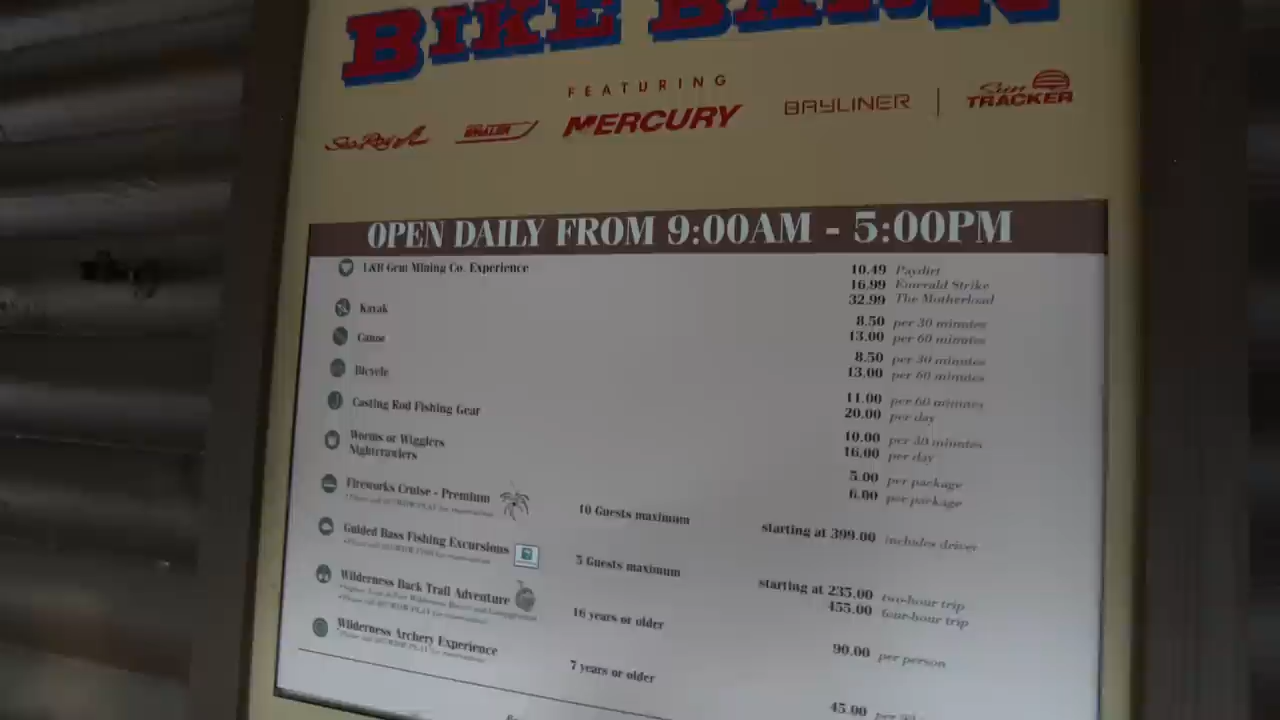 BIKE BARN
FEATURING
Sea Ray
WHALER
MERCURY
BAYLINER
Sun TRACKER
OPEN DAILY FROM 9:00AM - 5:00PM
L&H Gem Mining Co. Experience 10.49 Paydirt
16.99 Emerald Strike
32.99 The Motherload
Kayak 8.50 per 30 minutes
13.00 per 60 minutes
Canoe 8.50 per 30 minutes
13.00 per 60 minutes
Bicycle 11.00 per 60 minutes
20.00 per day
Casting Rod Fishing Gear 10.00 per 30 minutes
16.00 per day
Worms or Wigglers 5.00 per package
Nightcrawlers 6.00 per package
Fireworks Cruise - Premium 10 Guests maximum starting at 399.00 includes driver
Guided Bass Fishing Excursions 5 Guests maximum starting at 235.00 two-hour trip
455.00 four-hour trip
Wilderness Back Trail Adventure 16 years or older 90.00 per person
Wilderness Archery Experience 7 years or older 45.00 per